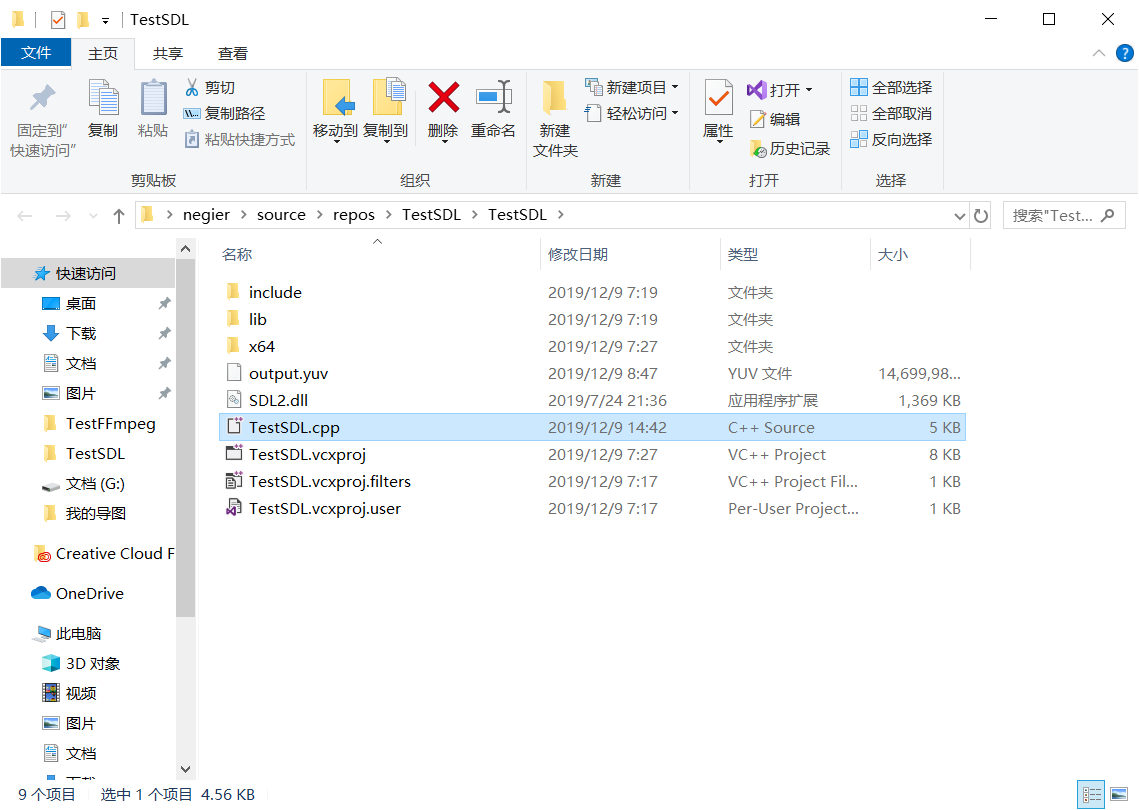 TestSDL
文件 主页 共享 查看
固定到"快速访问"
复制
粘贴
剪切
复制路径
粘贴快捷方式
剪贴板
移动到 复制到 删除 重命名
组织
新建文件夹
新建项目
轻松访问
新建
属性
打开
编辑
历史记录
打开
全部选择
全部取消
反向选择
选择
negier > source > repos > TestSDL > TestSDL >
搜索"Test...
快速访问
桌面
下载
文档
图片
TestFFmpeg
TestSDL
文档 (G:)
我的导图
Creative Cloud F
OneDrive
此电脑
3D 对象
视频
图片
文档
名称 修改日期 类型 大小
include 2019/12/9 7:19 文件夹
lib 2019/12/9 7:19 文件夹
x64 2019/12/9 7:27 文件夹
output.yuv 2019/12/9 8:47 YUV 文件 14,699,98...
SDL2.dll 2019/7/24 21:36 应用程序扩展 1,369 KB
TestSDL.cpp 2019/12/9 14:42 C++ Source 5 KB
TestSDL.vcxproj 2019/12/9 7:27 VC++ Project 8 KB
TestSDL.vcxproj.filters 2019/12/9 7:17 VC++ Project Fil... 1 KB
TestSDL.vcxproj.user 2019/12/9 7:17 Per-User Project... 1 KB
9 个项目 选中 1 个项目 4.56 KB